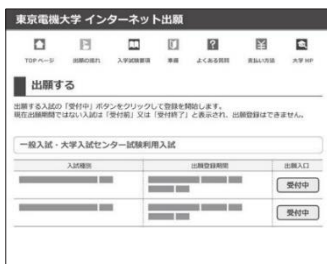 東京電機大学 インターネット出願
TOP ページ
出願の流れ
入学試験要項
準備
よくある質問
支払い方法
大学 HP
出願する
出願する入試の「受付中」ボタンをクリックして登録を開始します。
現在出願期間ではない入試は「受付前」又は「受付終了」と表示され、出願登録はできません。
一般入試・大学入試センター試験利用入試
入試種別
出願登録期間
出願入口
受付中
受付中